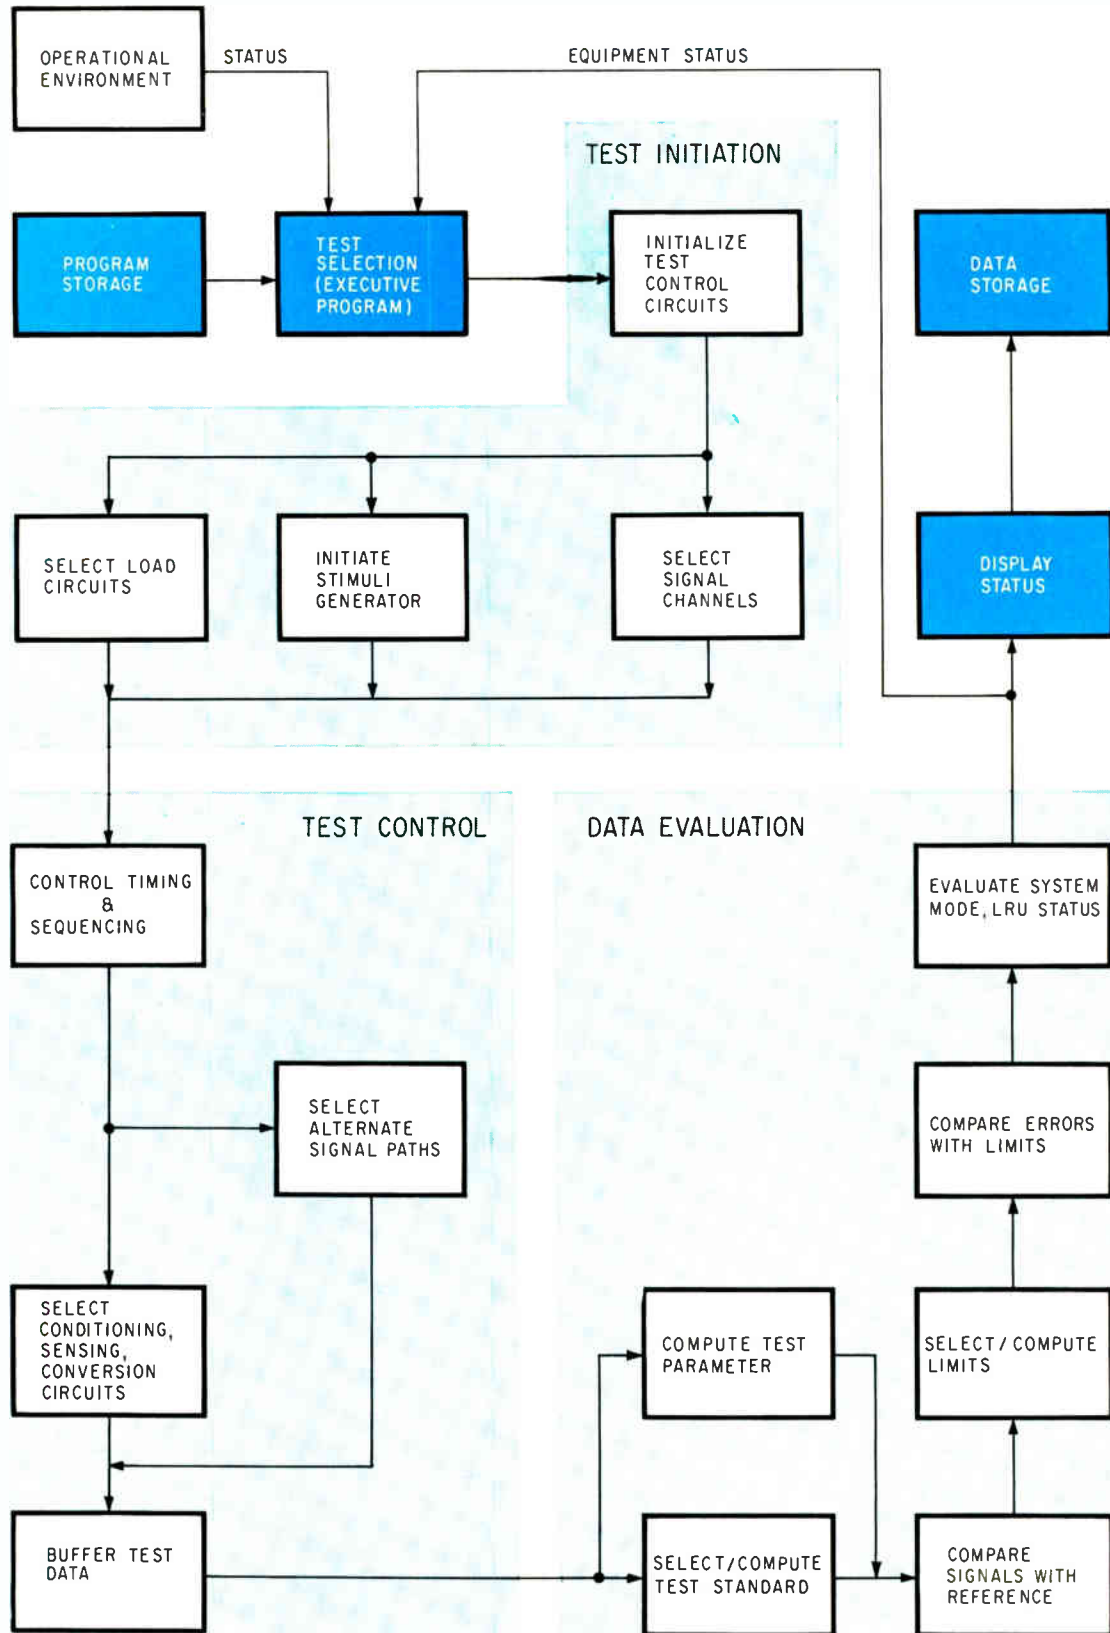 OPERATIONAL
ENVIRONMENT
STATUS
EQUIPMENT STATUS
TEST INITIATION
PROGRAM
STORAGE
TEST
SELECTION
(EXECUTIVE
PROGRAM)
INITIALIZE
TEST
CONTROL
CIRCUITS
DATA
STORAGE
SELECT LOAD
CIRCUITS
INITIATE
STIMULI
GENERATOR
SELECT
SIGNAL
CHANNELS
DISPLAY
STATUS
TEST CONTROL
DATA EVALUATION
CONTROL TIMING
&
SEQUENCING
EVALUATE SYSTEM
MODE, LRU STATUS
SELECT
ALTERNATE
SIGNAL PATHS
COMPARE ERRORS
WITH LIMITS
SELECT
CONDITIONING,
SENSING,
CONVERSION
CIRCUITS
COMPUTE TEST
PARAMETER
SELECT/COMPUTE
LIMITS
BUFFER TEST
DATA
SELECT/COMPUTE
TEST STANDARD
COMPARE
SIGNALS WITH
REFERENCE